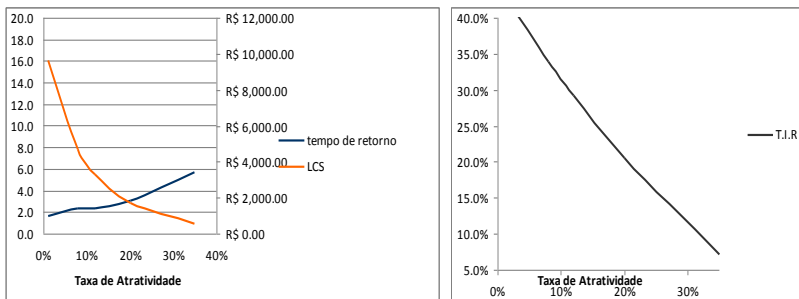 20.0
18.0
16.0
14.0
12.0
10.0
8.0
6.0
4.0
2.0
0.0
R$ 12,000.00
R$ 10,000.00
R$ 8,000.00
R$ 6,000.00
R$ 4,000.00
R$ 2,000.00
R$ 0.00
0% 10% 20% 30% 40%
Taxa de Atratividade
tempo de retorno
LCS
40.0%
35.0%
30.0%
25.0%
20.0%
15.0%
10.0%
5.0%
Taxa de Atratividade
0% 10% 20% 30%
T.I.R